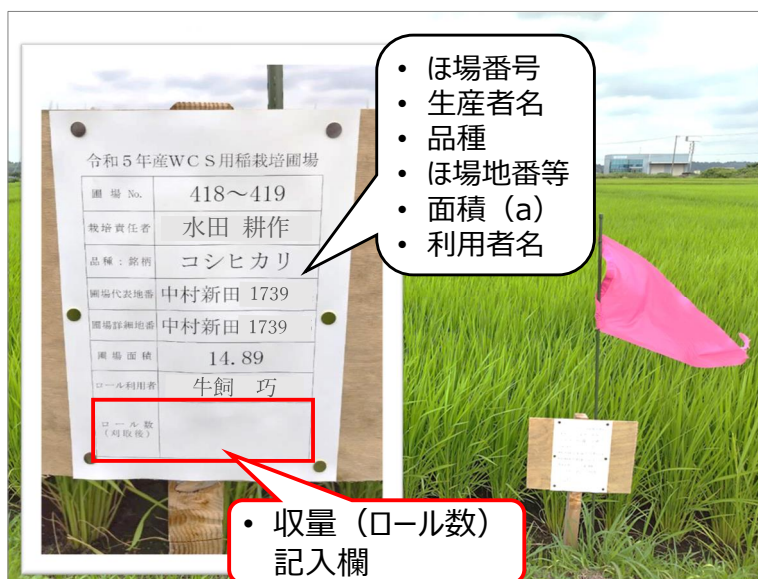 • ほ場番号
• 生産者名
• 品種
• ほ場地番等
• 面積（a）
• 利用者名
令和5年産WCS用稲栽培圃場
圃場No. 418～419
栽培責任者 水田 耕作
品種：銘柄 コシヒカリ
圃場代表地番 中村新田 1739
圃場詳細地番 中村新田 1739
圃場面積 14.89
ロール利用者 牛飼 巧
ロール数
（刈取後）
• 収量（ロール数）
記入欄